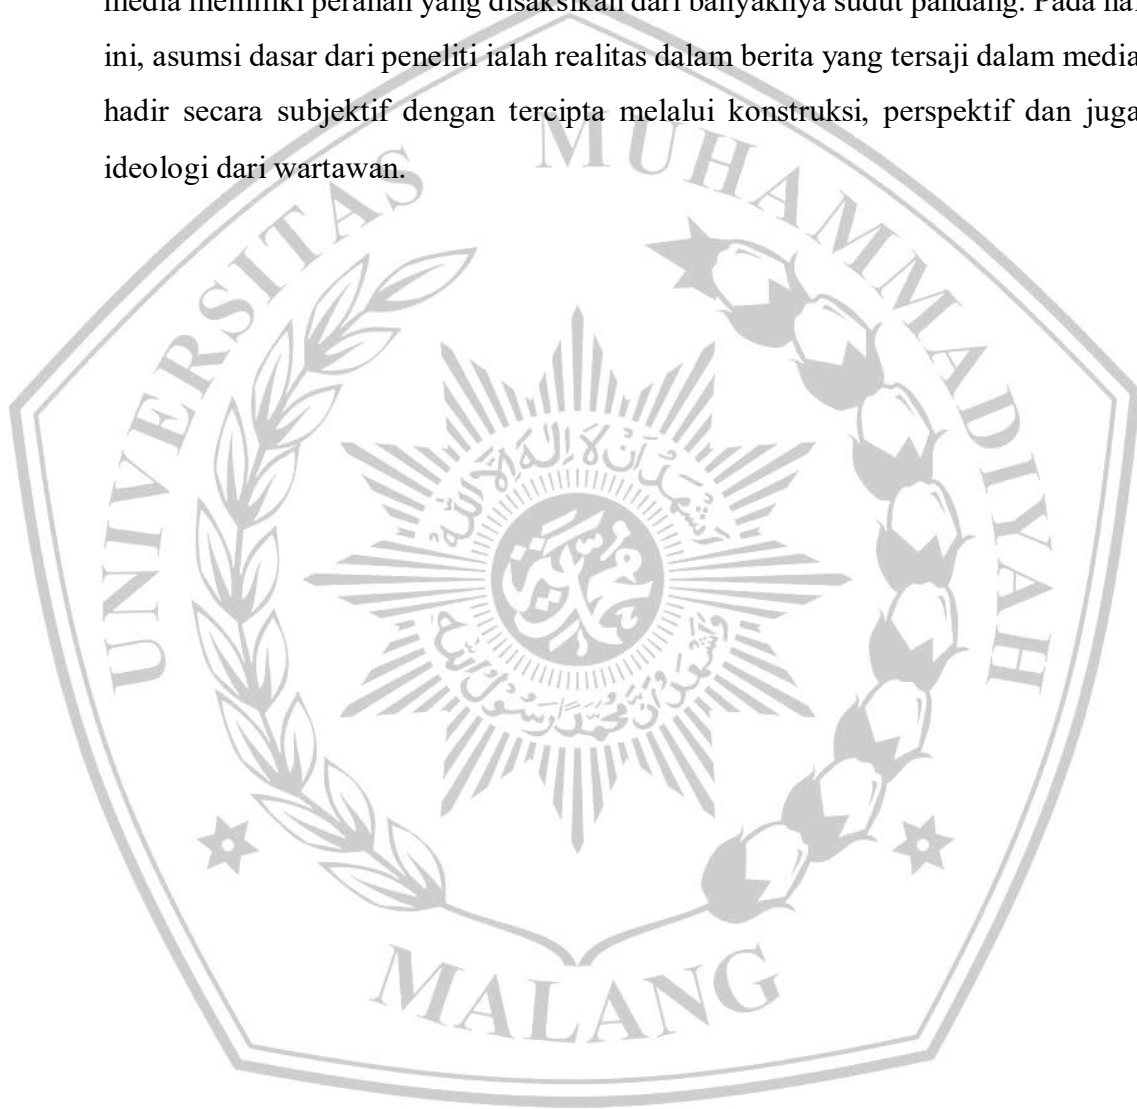 media memiliki peranan yang disaksikan dari banyaknya sudut pandang. Pada hal
ini, asumsi dasar dari peneliti ialah realitas dalam berita yang tersaji dalam media
hadir secara subjektif dengan tercipta melalui konstruksi, perspektif dan juga
ideologi dari wartawan.
UNIVERSITAS MUHAMMADIYAH
MALANG